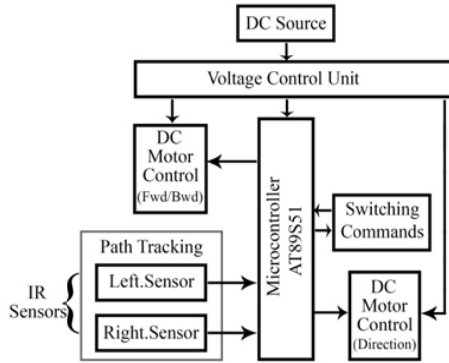 DC Source
Voltage Control Unit
DC
Motor
Control
(Fwd/Bwd)
Microcontroller
AT89S51
Switching
Commands
Path Tracking
IR
Sensors
Left.Sensor
Right.Sensor
DC
Motor
Control
(Direction)